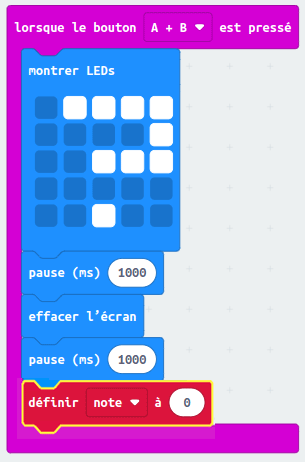 lorsque le bouton A + B est pressé
montrer LEDs
pause (ms) 1000
effacer l'écran
pause (ms) 1000
définir note à 0